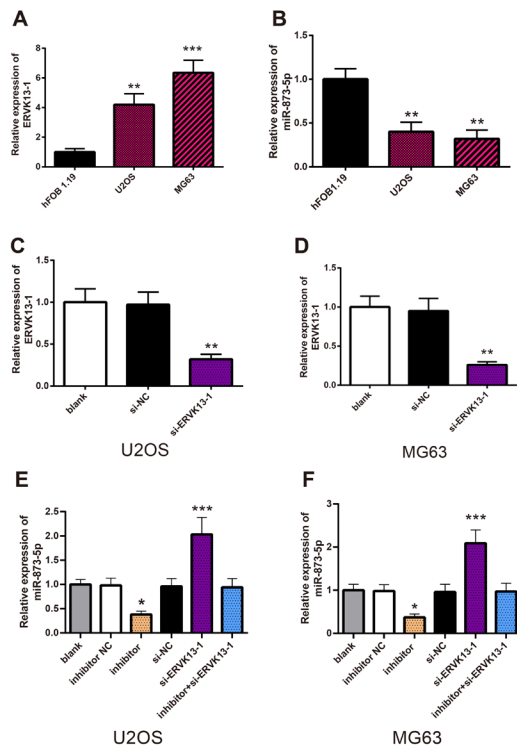 A
Relative expression of
ERVK13-1
8
6
4
2
0
**
***
hFOB 1.19
U2OS
MG63
B
Relative expression of
miR-873-5p
1.5
1.0
0.5
0.0
**
**
hFOB1.19
U2OS
MG63
C
Relative expression of
ERVK13-1
1.5
1.0
0.5
0.0
**
blank
si-NC
si-ERVK13-1
U2OS
D
Relative expression of
ERVK13-1
1.5
1.0
0.5
0.0
**
blank
si-NC
si-ERVK13-1
MG63
E
Relative expression of
miR-873-5p
2.5
2.0
1.5
1.0
0.5
0.0
*
***
blank
inhibitor NC
inhibitor
si-NC
si-ERVK13-1
inhibitor+si-ERVK13-1
U2OS
F
Relative expression of
miR-873-5p
3
2
1
0
*
***
blank
inhibitor NC
inhibitor
si-NC
si-ERVK13-1
inhibitor+si-ERVK13-1
MG63